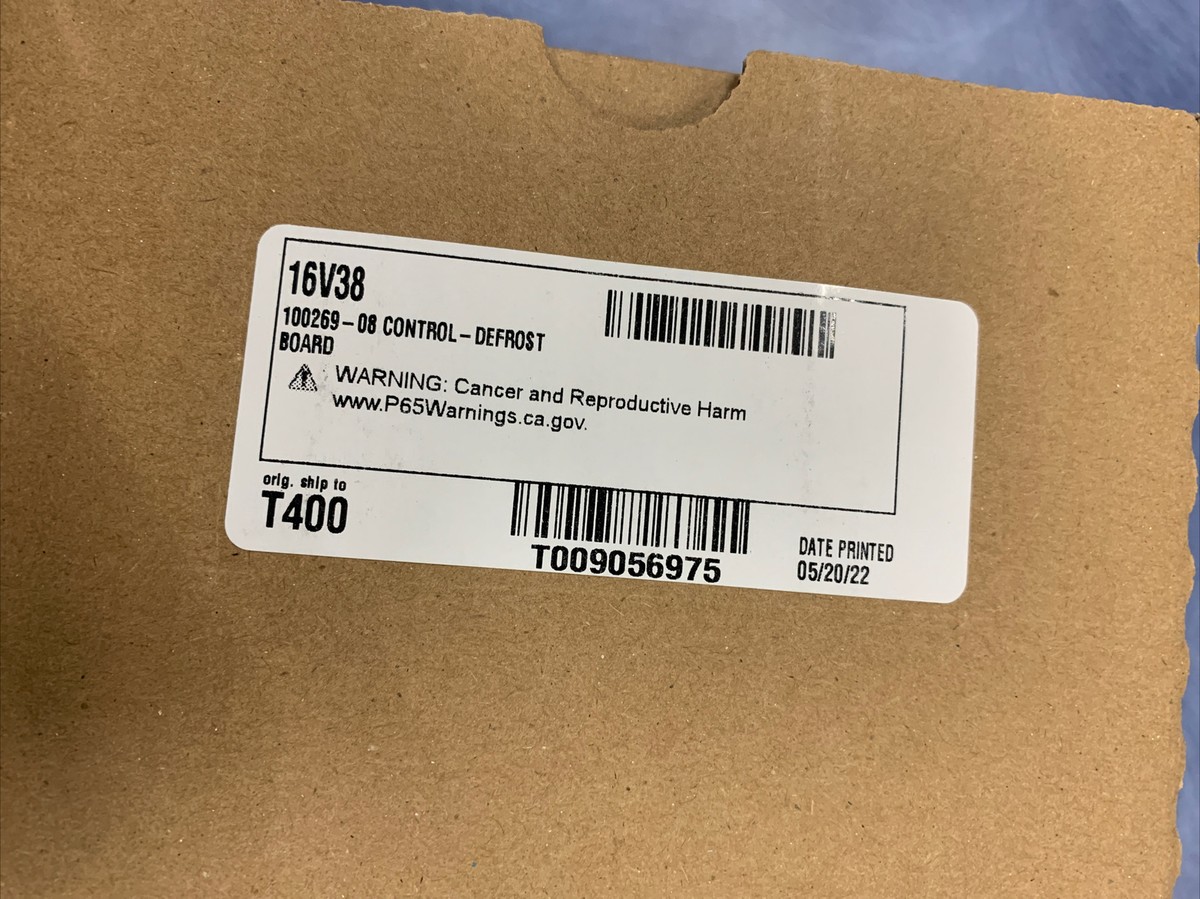 16V38
100269-08 CONTROL-DEFROST
BOARD
WARNING: Cancer and Reproductive Harm
www.P65Warnings.ca.gov.
orig. ship to
T400
T009056975
DATE PRINTED
05/20/22